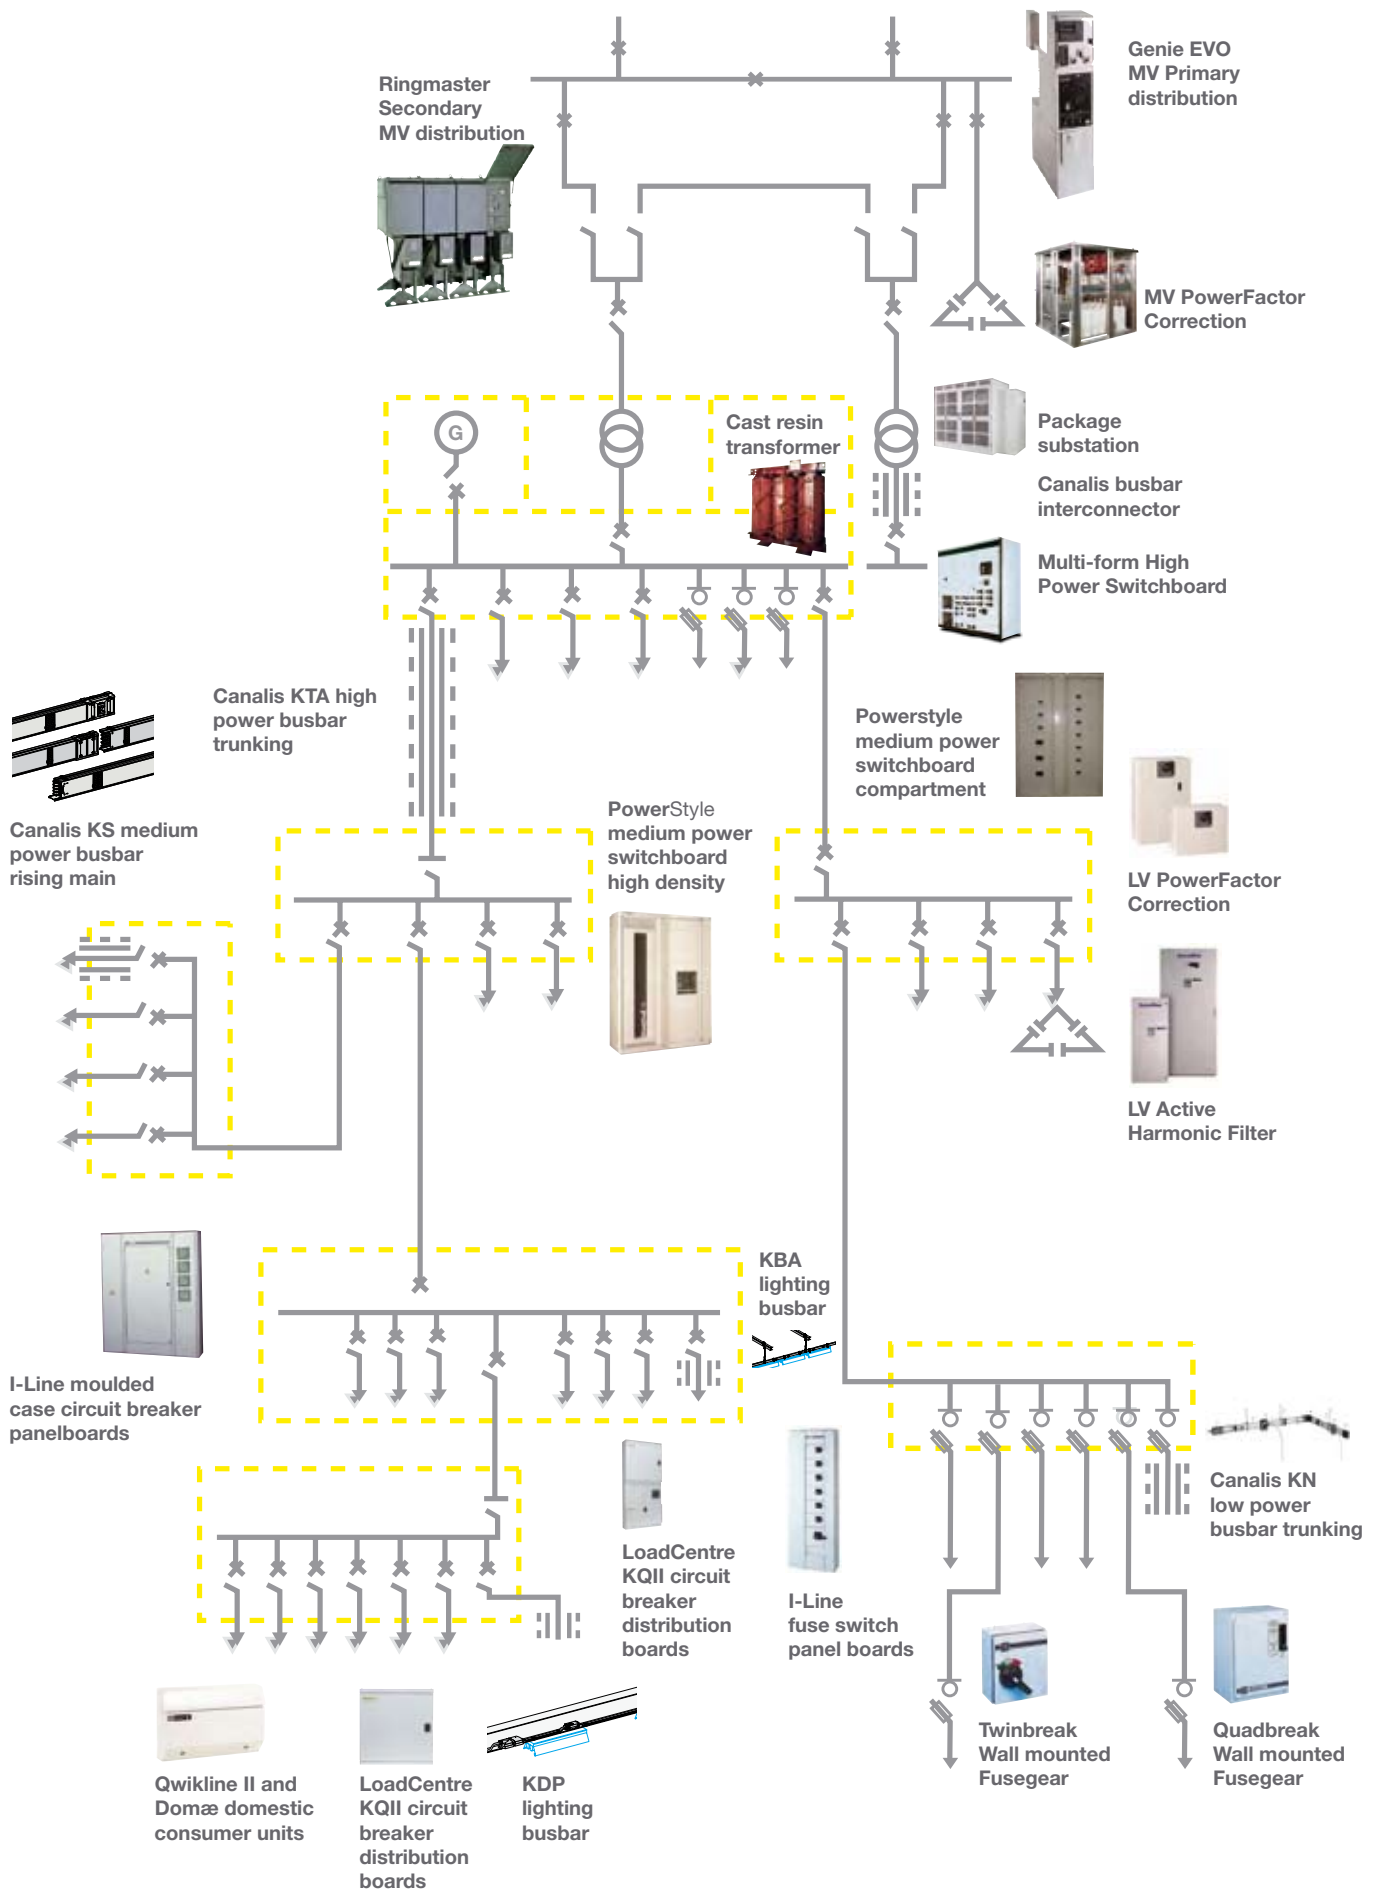 Genie EVO
MV Primary
distribution
Ringmaster
Secondary
MV distribution
MV PowerFactor
Correction
Cast resin
transformer
G
Package
substation
Canalis busbar
interconnector
Multi-form High
Power Switchboard
Canalis KTA high
power busbar
trunking
Powerstyle
medium power
switchboard
compartment
Canalis KS medium
power busbar
rising main
PowerStyle
medium power
switchboard
high density
LV PowerFactor
Correction
LV Active
Harmonic Filter
KBA
lighting
busbar
I-Line moulded
case circuit breaker
panelboards
Canalis KN
low power
busbar trunking
LoadCentre
KQII circuit
breaker
distribution
boards
I-Line
fuse switch
panel boards
Twinbreak
Wall mounted
Fusegear
Quadbreak
Wall mounted
Fusegear
Qwikline II and
Domæ domestic
consumer units
LoadCentre
KQII circuit
breaker
distribution
boards
KDP
lighting
busbar